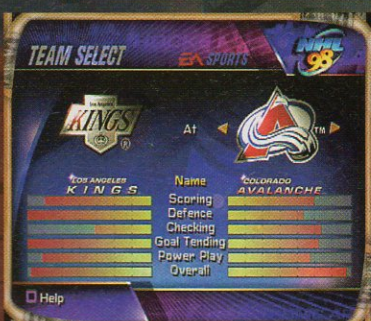 TEAM SELECT
EA SPORTS
NHL
98
Los Angeles
KINGS
At
TM
LOS ANGELES
KINGS
Name
COLORADO
AVALANCHE
Scoring
Defence
Checking
Goal Tending
Power Play
Overall
Help